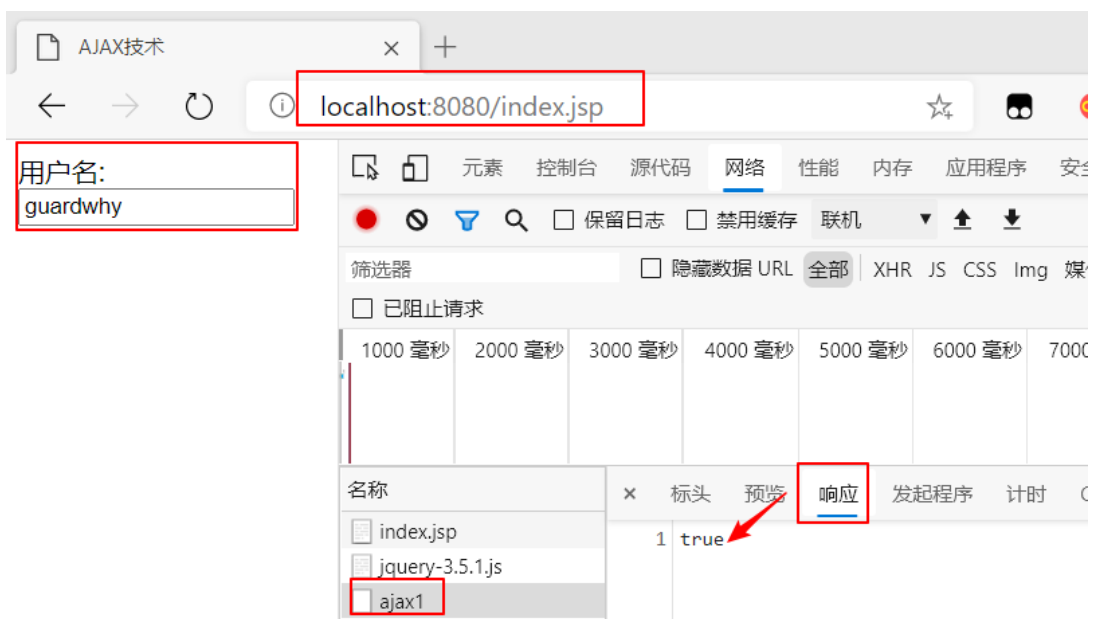 AJAX技术
localhost:8080/index.jsp
用户名:
guardwhy
元素 控制台 源代码 网络 性能 内存 应用程序 安全
保留日志 禁用缓存 联机
筛选器 隐藏数据 URL 全部 XHR JS CSS Img
已阻止请求
1000 毫秒 2000 毫秒 3000 毫秒 4000 毫秒 5000 毫秒 6000 毫秒 7000
名称 标头 预览 响应 发起程序 计时
index.jsp
1 true
jquery-3.5.1.js
ajax1